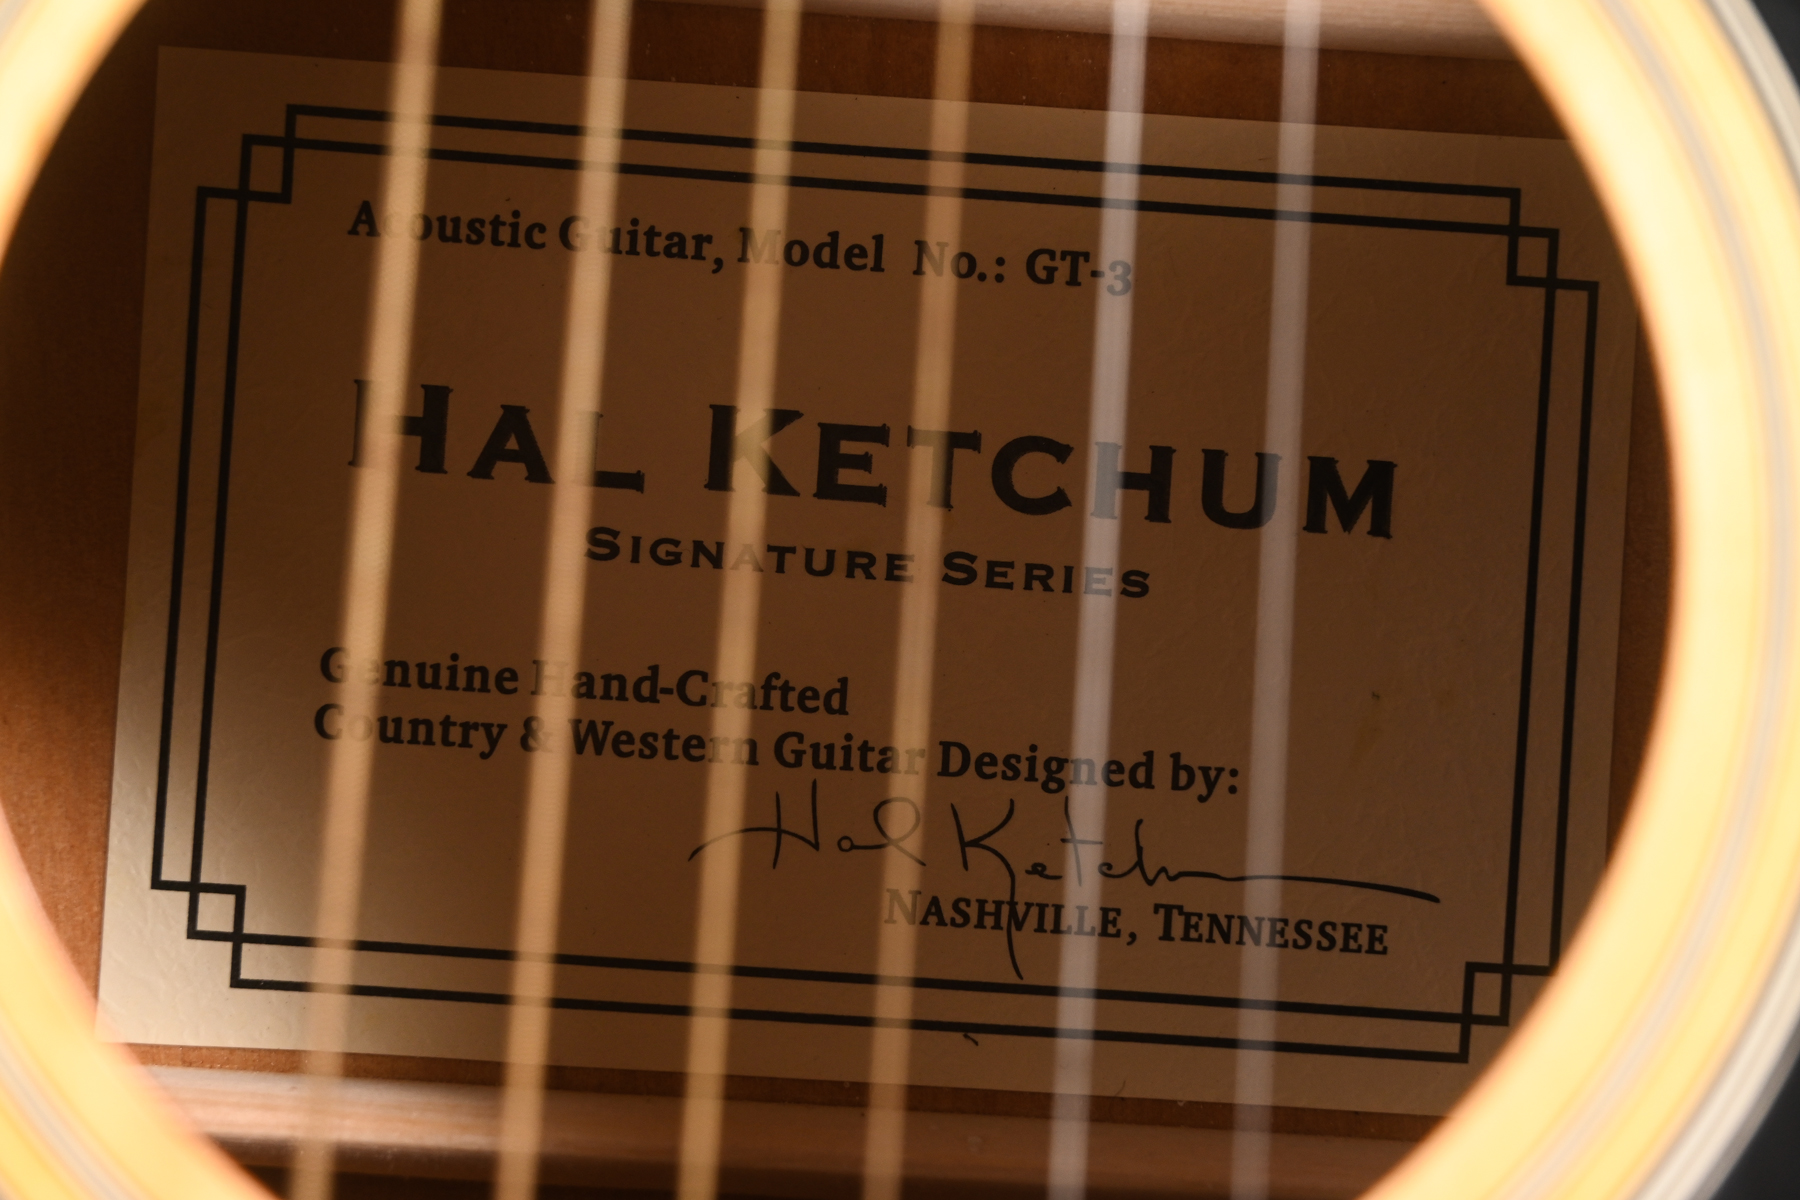 Acoustic Guitar, Model No.: GT-3
HAL KETCHUM
SIGNATURE SERIES
Genuine Hand-Crafted
Country & Western Guitar Designed by:
Hal Ketchum
NASHVILLE, TENNESSEE